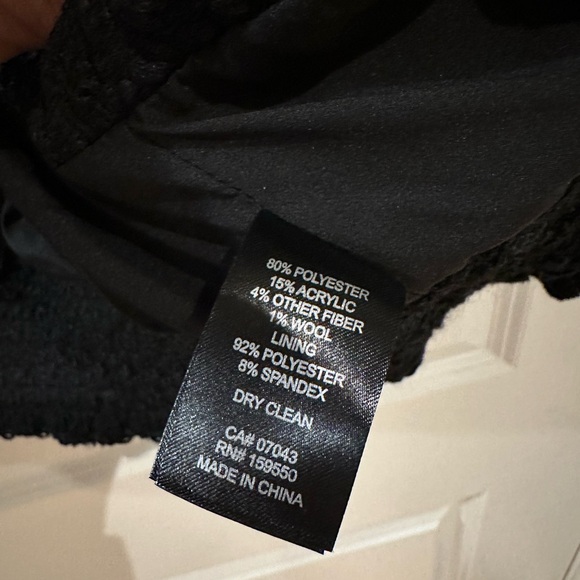 80% POLYESTER
15% ACRYLIC
4% OTHER FIBER
1% WOOL
LINING
92% POLYESTER
8% SPANDEX
DRY CLEAN
CA# 07043
RN# 159550
MADE IN CHINA